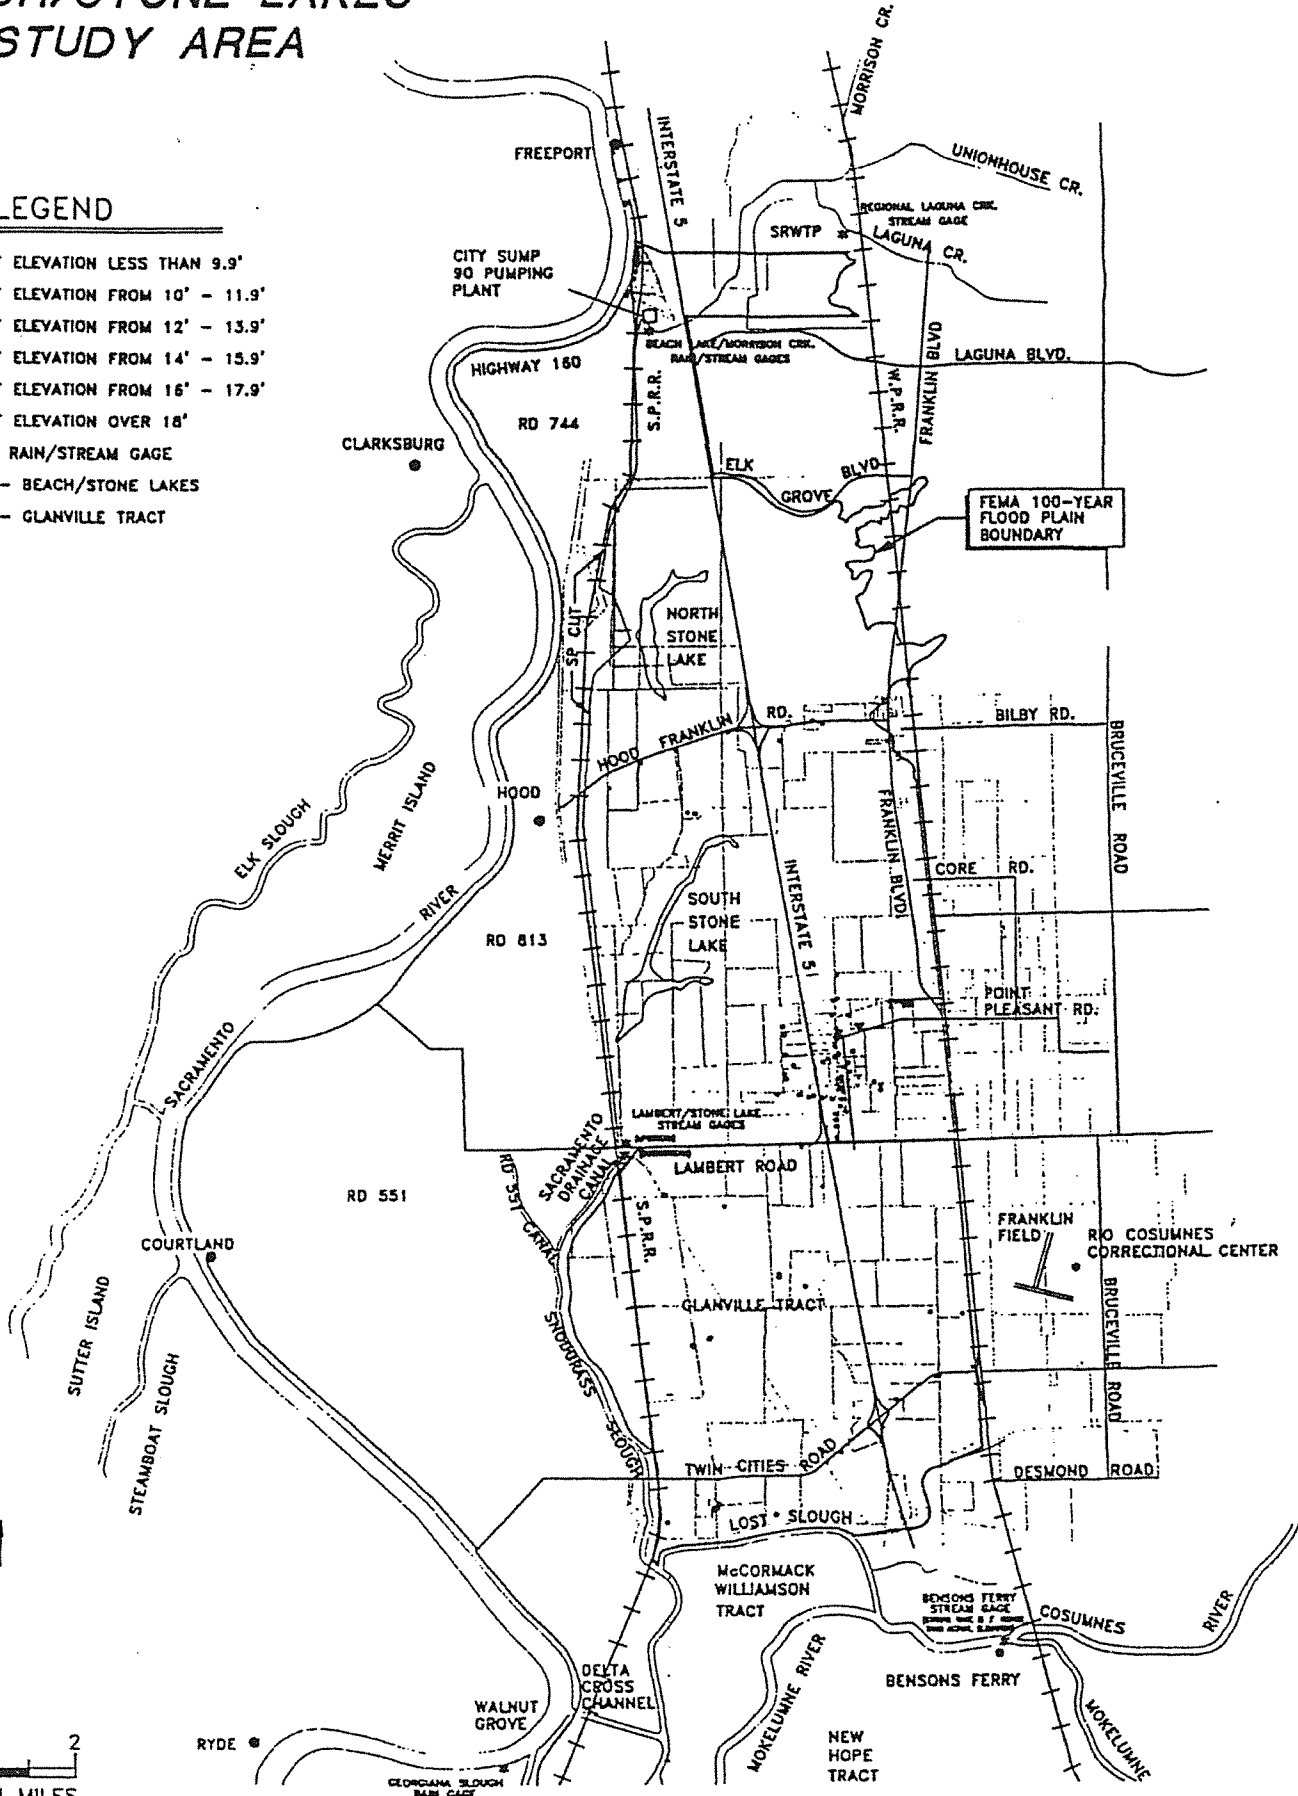 STONE LAKES
STUDY AREA
LEGEND
ELEVATION LESS THAN 9.9'
ELEVATION FROM 10' - 11.9'
ELEVATION FROM 12' - 13.9'
ELEVATION FROM 14' - 15.9'
ELEVATION FROM 16' - 17.9'
ELEVATION OVER 18'
RAIN/STREAM GAGE
- BEACH/STONE LAKES
- GLANVILLE TRACT
MORRISON CR.
FREEPORT
INTERSTATE 5
UNIONHOUSE CR.
REGIONAL LAGUNA CRK.
STREAM GAGE
SRWTP
LAGUNA CR.
CITY SUMP
90 PUMPING
PLANT
BEACH LAKE/MORRISON CRK.
RAIN/STREAM GAGES
HIGHWAY 160
LAGUNA BLVD.
S.P.R.R.
W.P.R.R.
FRANKLIN BLVD
RD 744
CLARKSBURG
ELK
GROVE
BLVD
FEMA 100-YEAR
FLOOD PLAIN
BOUNDARY
SP CUT
NORTH
STONE
LAKE
HOOD FRANKLIN RD.
BILBY RD.
BRUCEVILLE ROAD
HOOD
MERRIT ISLAND
ELK SLOUGH
FRANKLIN BLVD.
CORE RD.
RIVER
INTERSTATE 5
SOUTH
STONE
LAKE
RD 813
POINT
PLEASANT RD.
SACRAMENTO
LAMBERT/STONE LAKE
STREAM GAGES
SACRAMENTO
DRAINAGE
CANAL
LAMBERT ROAD
RD 551 CANAL
RD 551
S.P.R.R.
FRANKLIN
FIELD
RIO COSUMNES
CORRECTIONAL CENTER
COURTLAND
GLANVILLE TRACT
BRUCEVILLE ROAD
SUTTER ISLAND
SNODGRASS SLOUGH
STEAMBOAT SLOUGH
TWIN CITIES ROAD
DESMOND ROAD
LOST SLOUGH
McCORMACK
WILLIAMSON
TRACT
BENSONS FERRY
STREAM GAGE
COSUMNES
RIVER
BENSONS FERRY
MOKELUMNE RIVER
DELTA
CROSS
CHANNEL
WALNUT
GROVE
MOKELUMNE
NEW
HOPE
TRACT
RYDE
GEORGIANA SLOUGH
RAIN GAGE
2
MILES